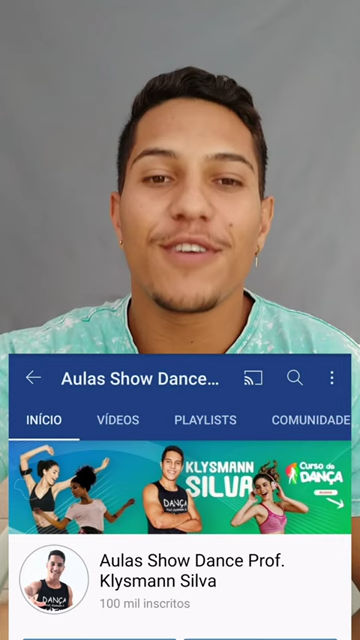 Aulas Show Dance...
INÍCIO VÍDEOS PLAYLISTS COMUNIDADE
KLYSMANN
SILVA
DANÇA
Curso de
DANÇA
Aulas Show Dance Prof.
Klysmann Silva
100 mil inscritos
DANÇA